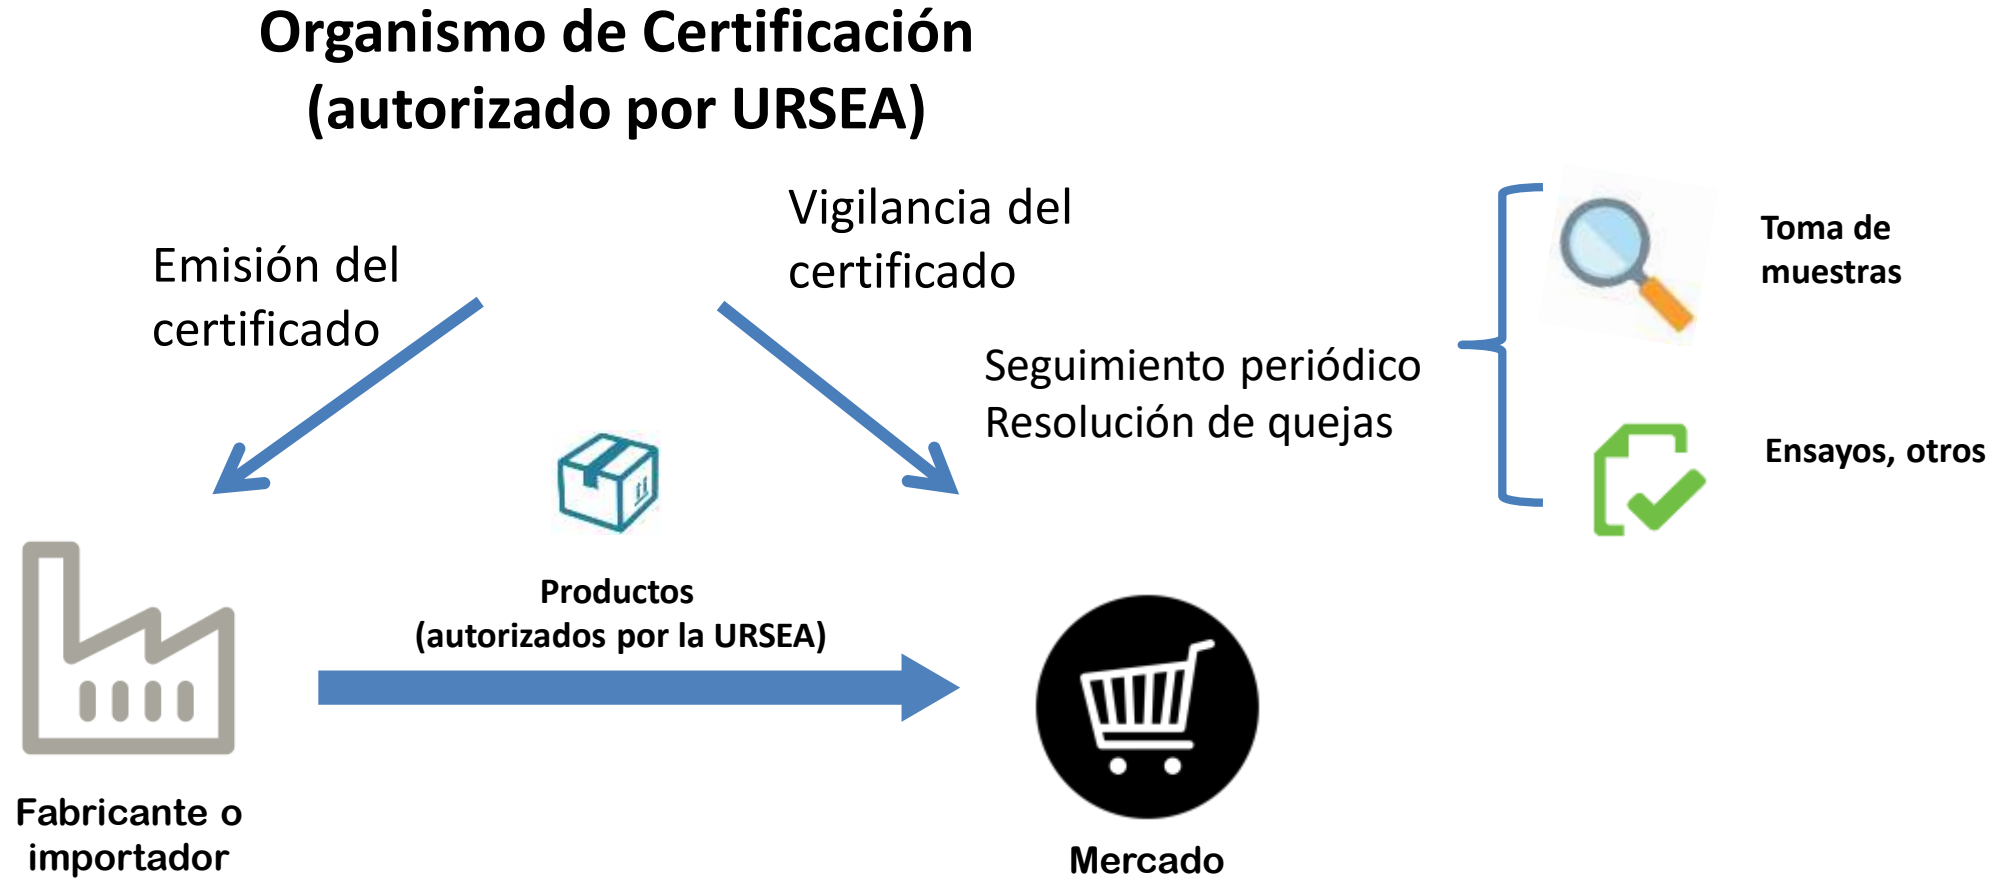 Organismo de Certificación
(autorizado por URSEA)
Emisión del
certificado
Vigilancia del
certificado
Seguimiento periódico
Resolución de quejas
Toma de
muestras
Ensayos, otros
Productos
(autorizados por la URSEA)
Fabricante o
importador
Mercado